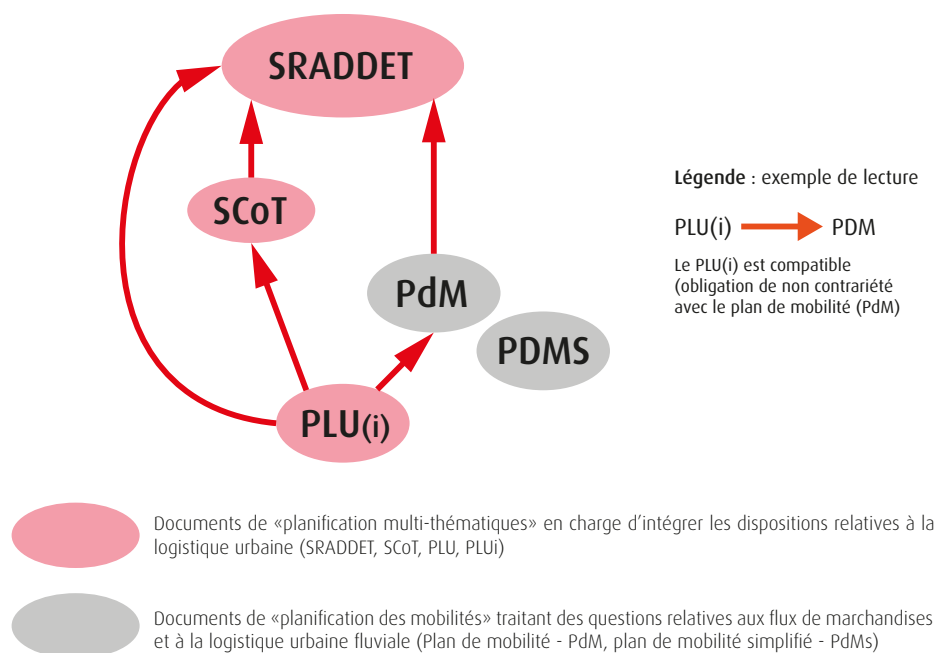 SRADDET
SCoT
PdM
PDMS
PLU(i)
Légende : exemple de lecture
PLU(i) PDM
Le PLU(i) est compatible
(obligation de non contrariété
avec le plan de mobilité (PdM)
Documents de «planification multi-thématiques» en charge d’intégrer les dispositions relatives à la
logistique urbaine (SRADDET, SCoT, PLU, PLUi)
Documents de «planification des mobilités» traitant des questions relatives aux flux de marchandises
et à la logistique urbaine fluviale (Plan de mobilité - PdM, plan de mobilité simplifié - PdMs)